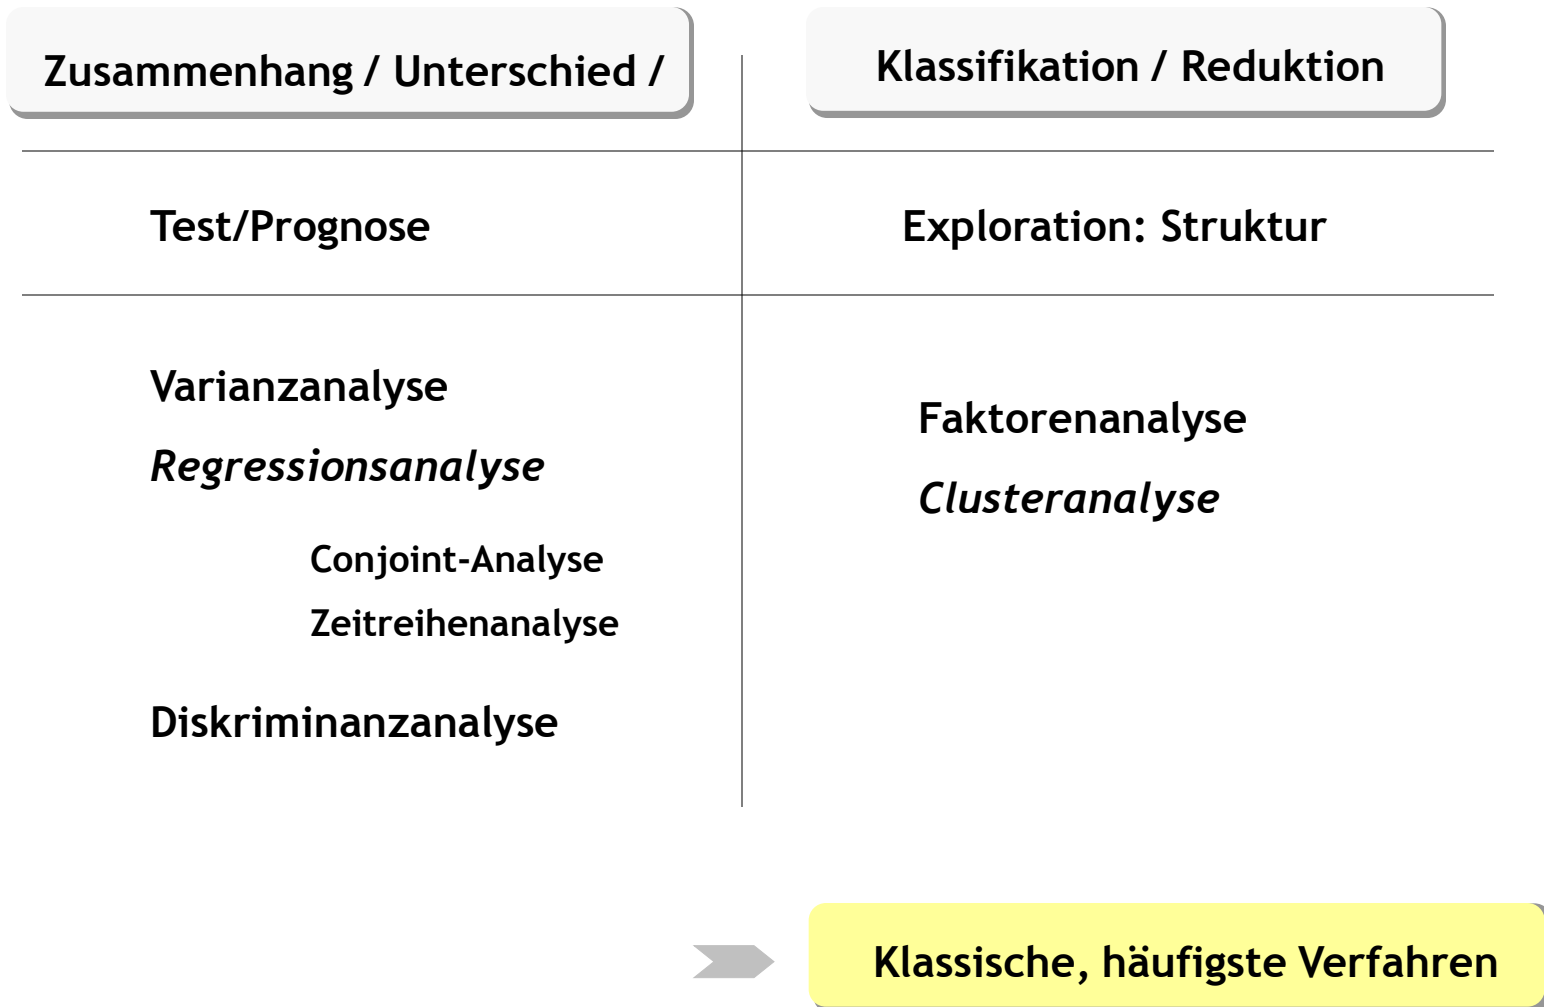 Zusammenhang / Unterschied /
Klassifikation / Reduktion
Test/Prognose
Exploration: Struktur
Varianzanalyse
Regressionsanalyse
Conjoint-Analyse
Zeitreihenanalyse
Diskriminanzanalyse
Faktorenanalyse
Clusteranalyse
Klassische, häufigste Verfahren